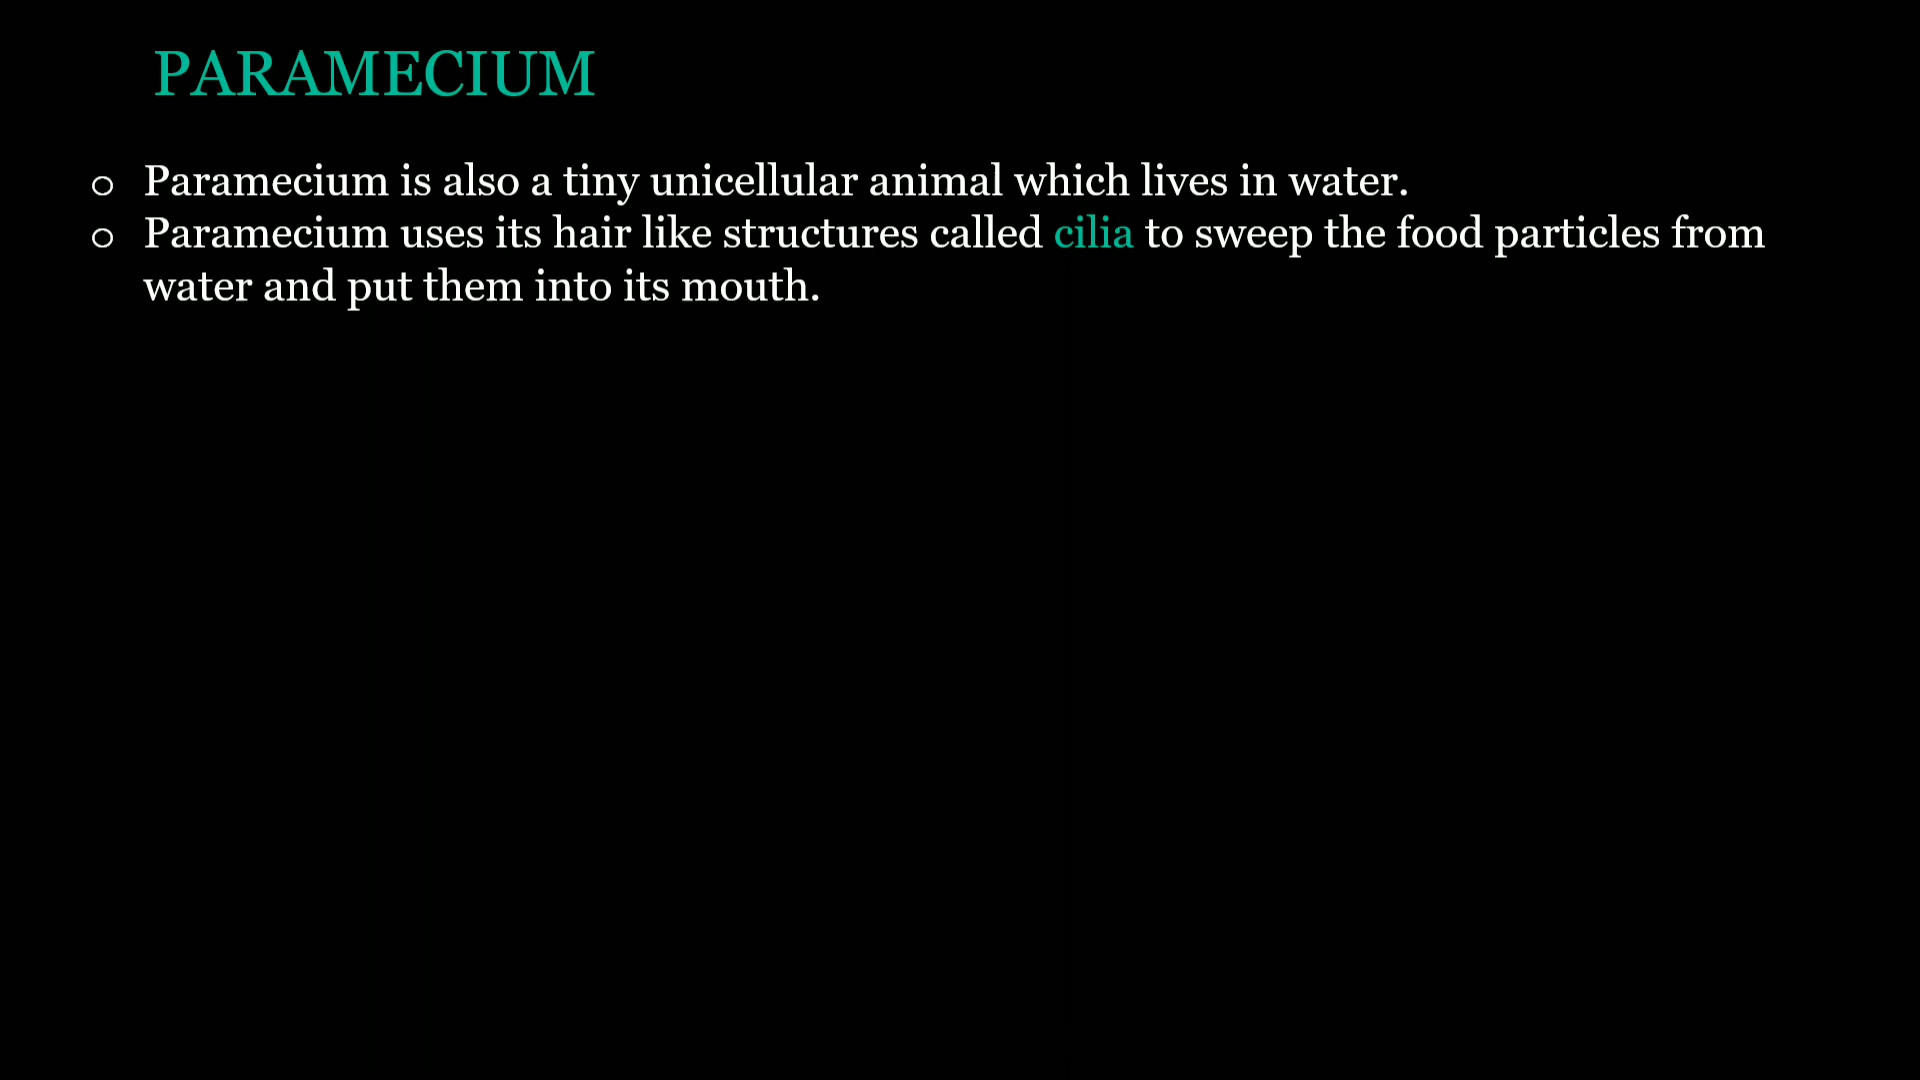 PARAMECIUM
o Paramecium is also a tiny unicellular animal which lives in water.
o Paramecium uses its hair like structures called cilia to sweep the food particles from
water and put them into its mouth.